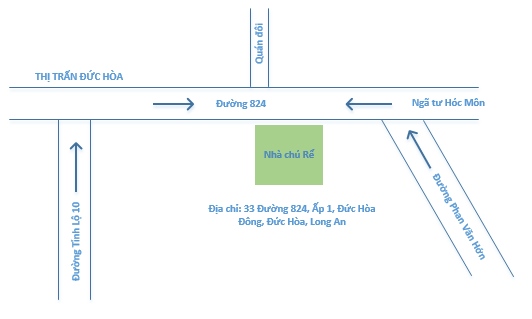 Quán đôi
THỊ TRẤN ĐỨC HÒA
Đường 824
Ngã tư Hóc Môn
Nhà chú Rể
Địa chỉ: 33 Đường 824, Ấp 1, Đức Hòa
Đông, Đức Hòa, Long An
Đường Tỉnh Lộ 10
Đường Phan Văn Hớn